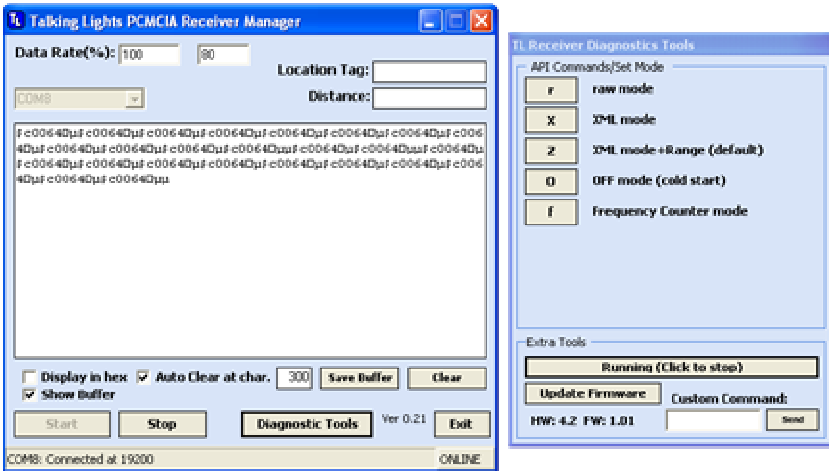 TL Talking Lights PCMCIA Receiver Manager
Data Rate(%): 100 80
Location Tag:
COM8
Distance:
Display in hex Auto Clear at char. 300 Save Buffer Clear
Show Buffer
Start Stop Diagnostic Tools Ver 0.21 Exit
COM8: Connected at 19200 ONLINE
TL Receiver Diagnostics Tools
API Commands/Set Mode
r raw mode
X XML mode
Z XML mode+Range (default)
0 OFF mode (cold start)
f Frequency Counter mode
Extra Tools
Running (Click to stop)
Update Firmware Custom Command:
HW: 4.2 FW: 1.01 Send